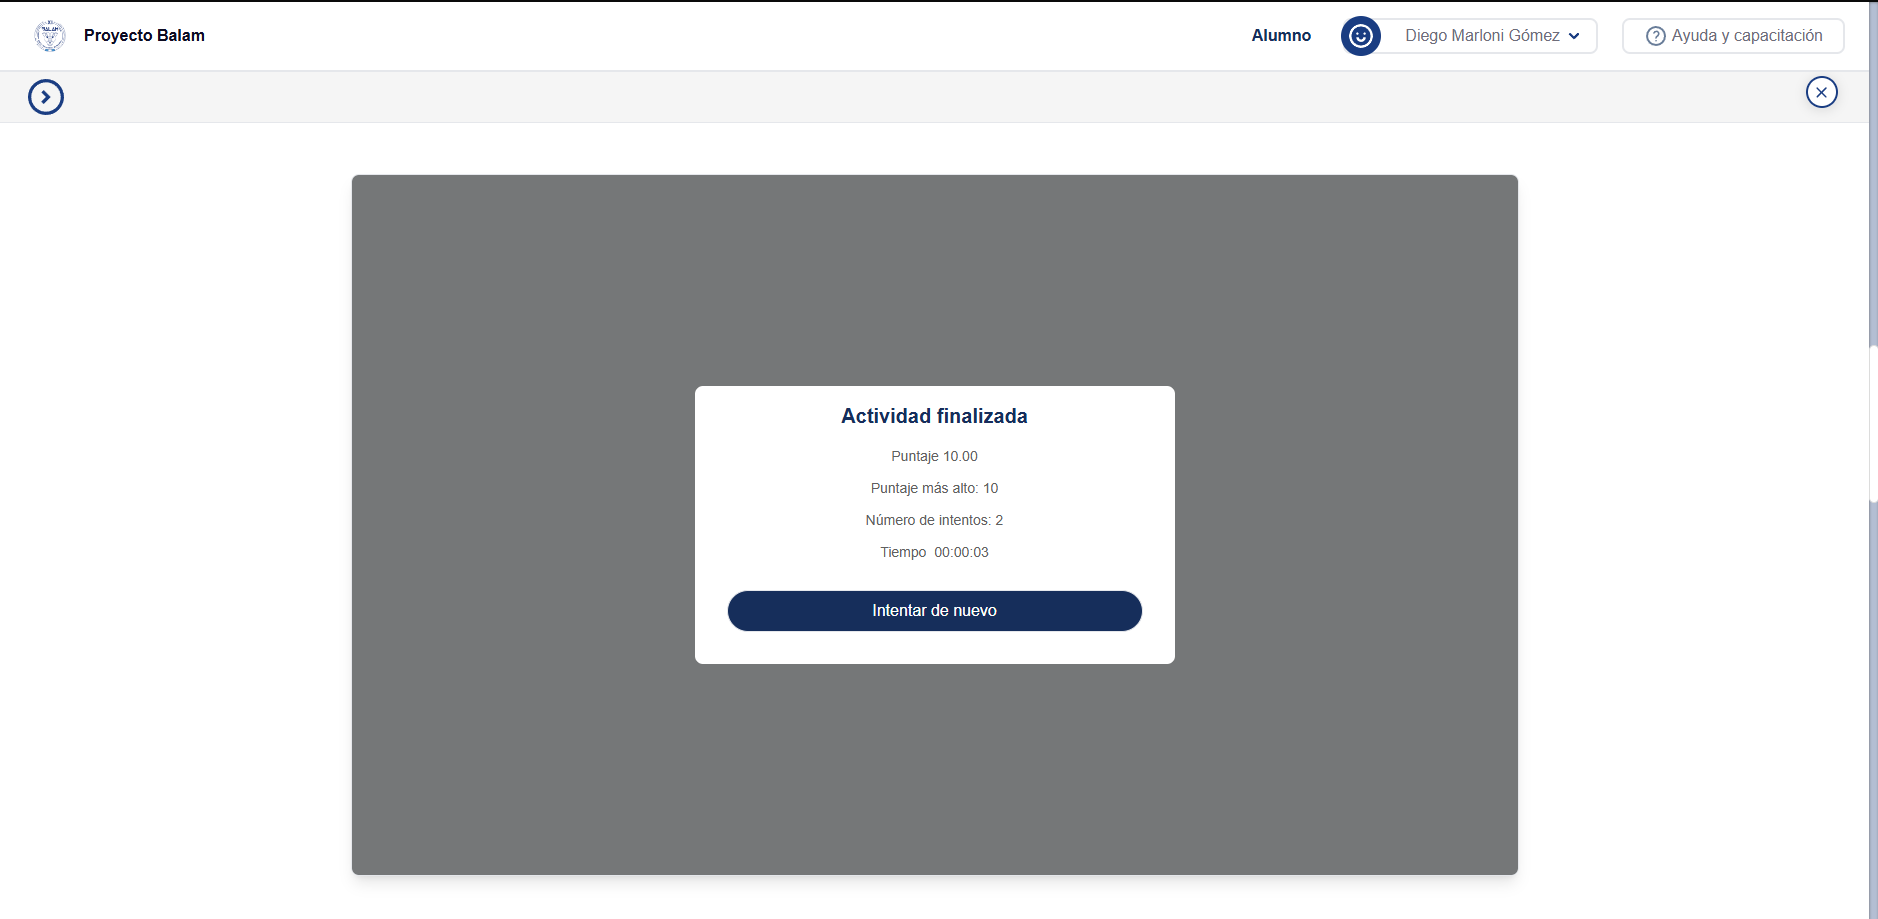 Proyecto Balam
Alumno
Diego Marloni Gómez
Ayuda y capacitación
Actividad finalizada
Puntaje 10.00
Puntaje más alto: 10
Número de intentos: 2
Tiempo 00:00:03
Intentar de nuevo